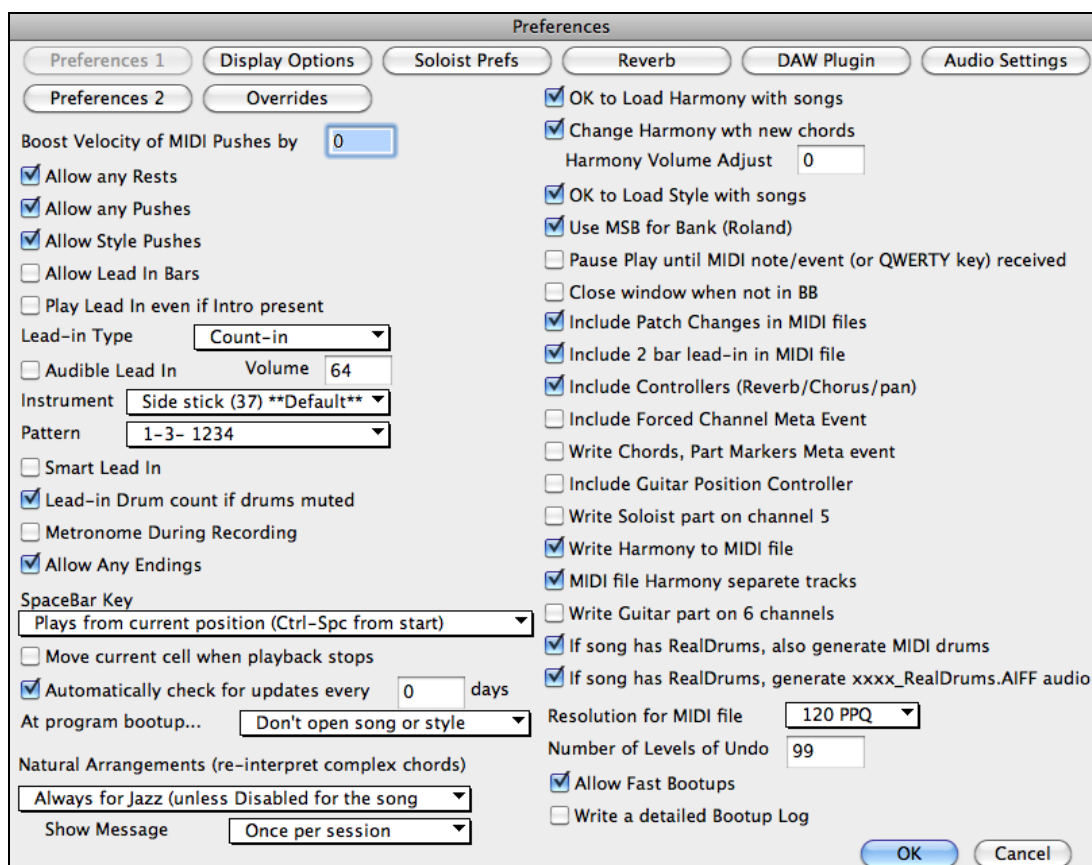 Preferences
Preferences 1
Display Options
Soloist Prefs
Reverb
DAW Plugin
Audio Settings
Preferences 2
Overrides
Boost Velocity of MIDI Pushes by 0
Allow any Rests
Allow any Pushes
Allow Style Pushes
Allow Lead In Bars
Play Lead In even if Intro present
Lead-in Type Count-in
Audible Lead In Volume 64
Instrument Side stick (37) **Default**
Pattern 1-3- 1234
Smart Lead In
Lead-in Drum count if drums muted
Metronome During Recording
Allow Any Endings
SpaceBar Key
Plays from current position (Ctrl-Spc from start)
Move current cell when playback stops
Automatically check for updates every 0 days
At program bootup... Don't open song or style
Natural Arrangements (re-interpret complex chords)
Always for Jazz (unless Disabled for the song
Show Message Once per session
OK to Load Harmony with songs
Change Harmony wth new chords
Harmony Volume Adjust 0
OK to Load Style with songs
Use MSB for Bank (Roland)
Pause Play until MIDI note/event (or QWERTY key) received
Close window when not in BB
Include Patch Changes in MIDI files
Include 2 bar lead-in in MIDI file
Include Controllers (Reverb/Chorus/pan)
Include Forced Channel Meta Event
Write Chords, Part Markers Meta event
Include Guitar Position Controller
Write Soloist part on channel 5
Write Harmony to MIDI file
MIDI file Harmony separete tracks
Write Guitar part on 6 channels
If song has RealDrums, also generate MIDI drums
If song has RealDrums, generate xxxx_RealDrums.AIFF audio
Resolution for MIDI file 120 PPQ
Number of Levels of Undo 99
Allow Fast Bootups
Write a detailed Bootup Log
OK
Cancel